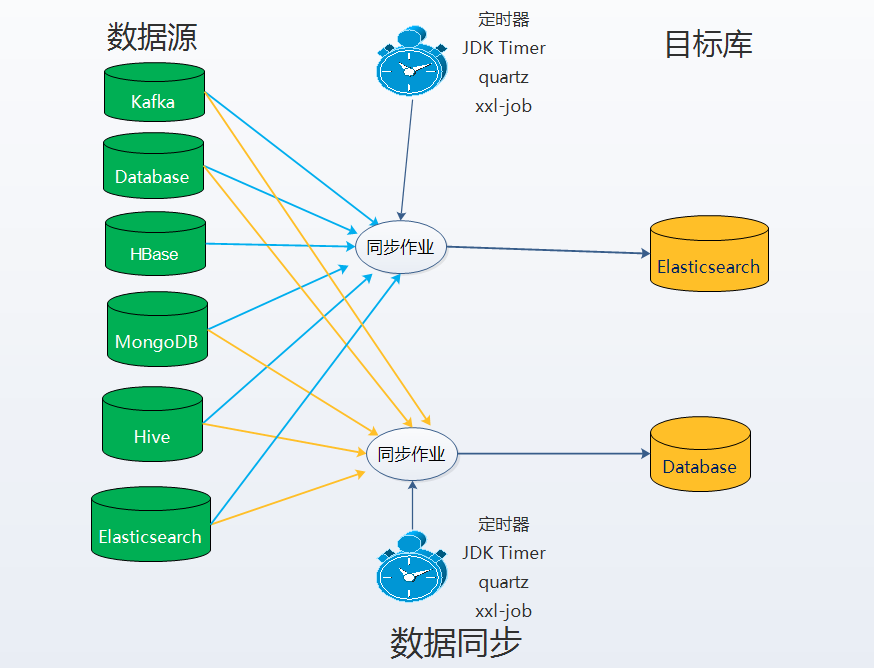 数据源
定时器
JDK Timer
quartz
xxl-job
目标库
Kafka
Database
HBase
MongoDB
Hive
Elasticsearch
同步作业
同步作业
Elasticsearch
Database
定时器
JDK Timer
quartz
xxl-job
数据同步